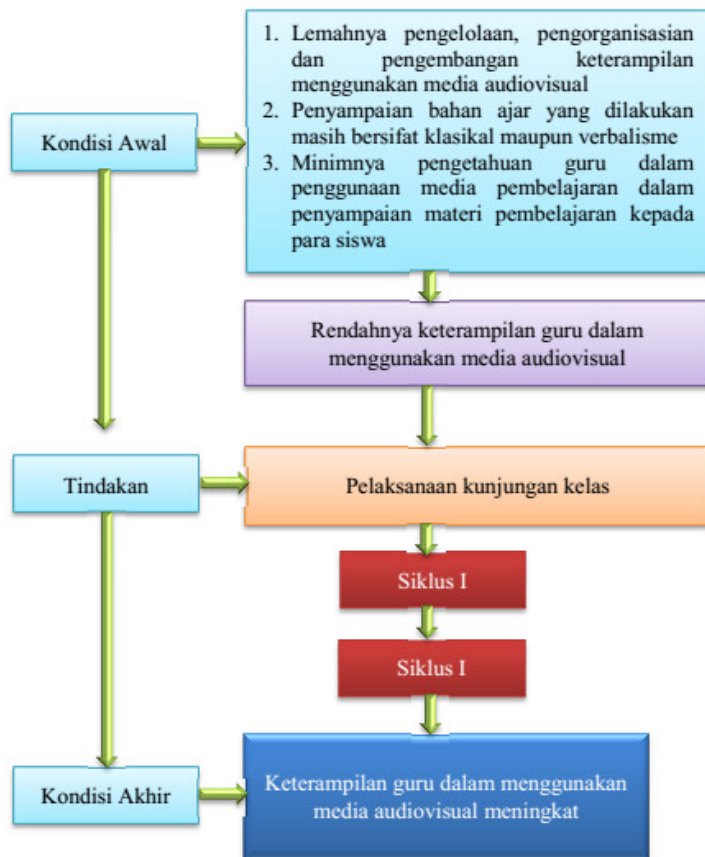 1. Lemahnya pengelolaan, pengorganisasian
dan pengembangan keterampilan
menggunakan media audiovisual
2. Penyampaian bahan ajar yang dilakukan
masih bersifat klasikal maupun verbalisme
3. Minimnya pengetahuan guru dalam
penggunaan media pembelajaran dalam
penyampaian materi pembelajaran kepada
para siswa
Kondisi Awal
Rendahnya keterampilan guru dalam
menggunakan media audiovisual
Tindakan
Pelaksanaan kunjungan kelas
Siklus I
Siklus I
Kondisi Akhir
Keterampilan guru dalam menggunakan
media audiovisual meningkat